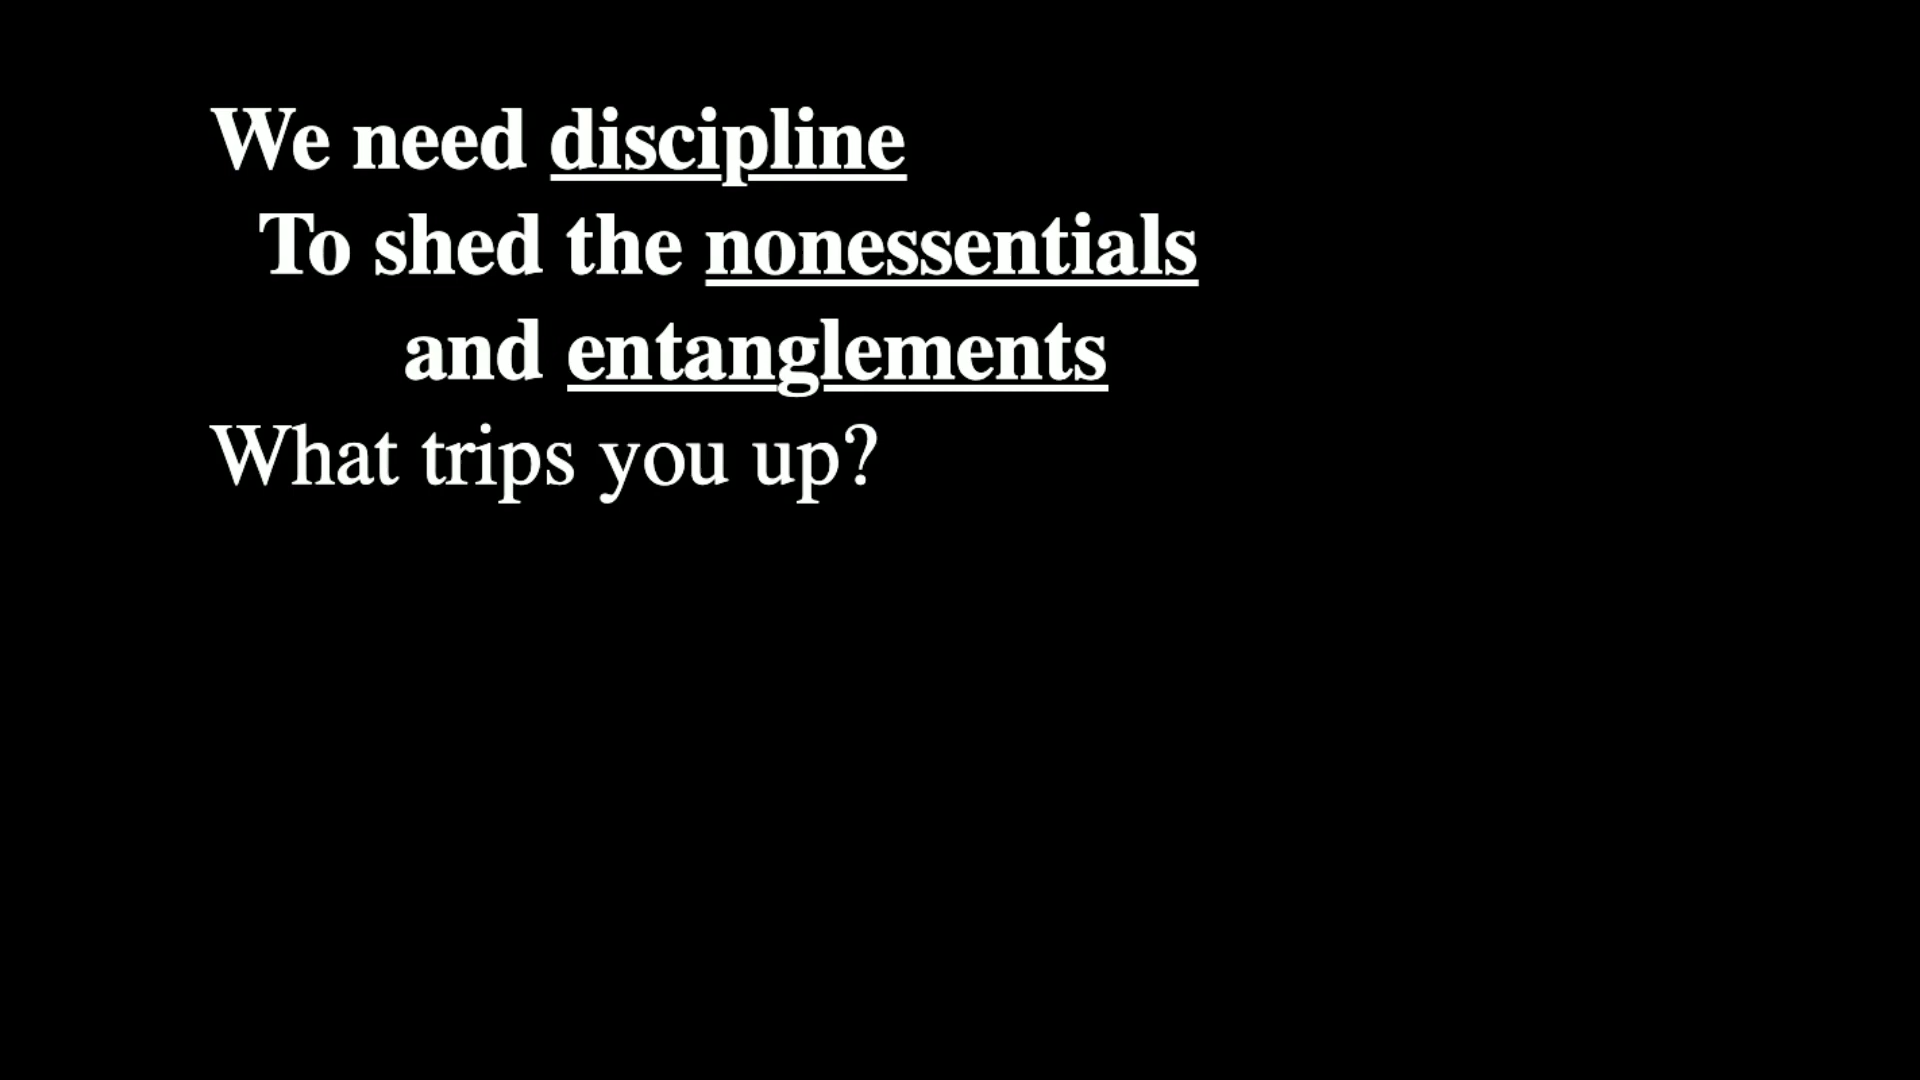 We need discipline
To shed the nonessentials
and entanglements
What trips you up?